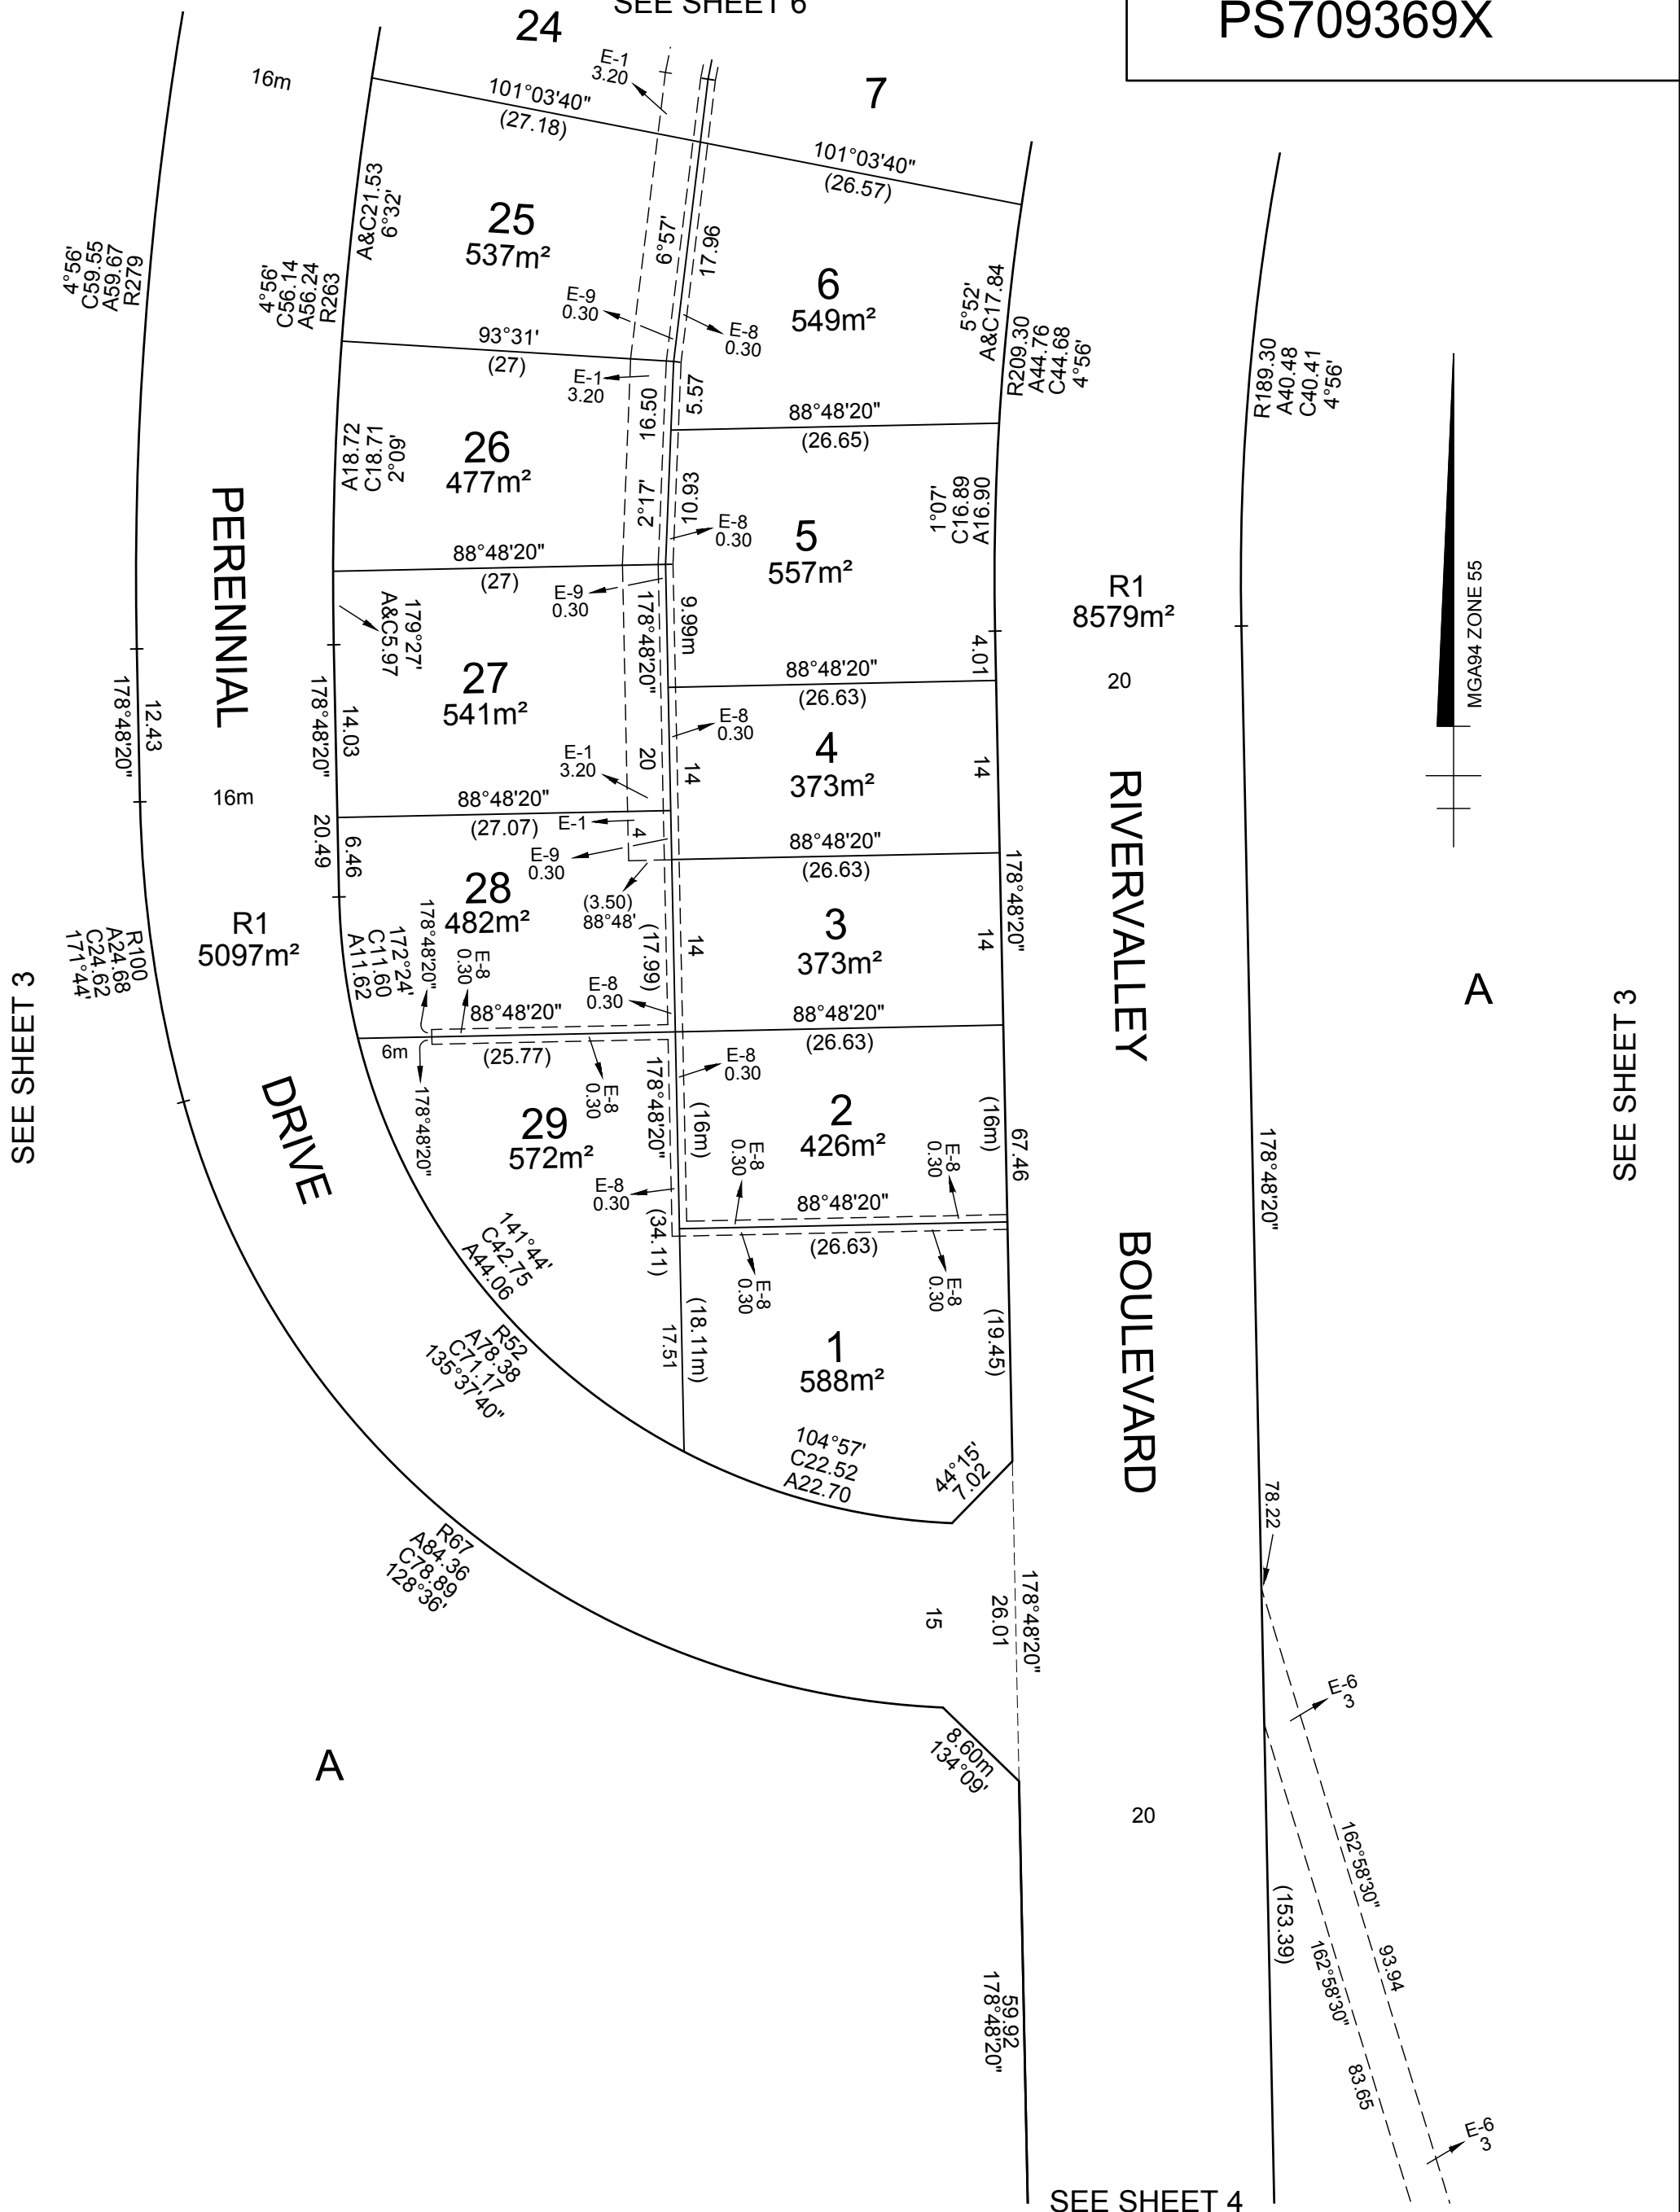 SEE SHEET 6
PS709369X
24
7
16m
E-1
3.20
101°03'40"
(27.18)
101°03'40"
(26.57)
A&C21.53
6°32'
25
537m²
6°57'
17.96
6
549m²
5°52'
A&C17.84
4°56'
C59.55
A59.67
R279
4°56'
C56.14
A56.24
R263
E-9
0.30
E-8
0.30
R209.30
A44.76
C44.68
4°56'
R189.30
A40.48
C40.41
4°56'
93°31'
(27)
E-1
3.20
16.50
5.57
88°48'20"
(26.65)
A18.72
C18.71
2°09'
26
477m²
2°17'
10.93
1°07'
C16.89
A16.90
E-8
0.30
5
557m²
PERENNIAL
88°48'20"
(27)
E-9
0.30
R1
8579m²
MGA94 ZONE 55
179°27'
A&C5.97
178°48'20"
9.99m
4.01
27
541m²
88°48'20"
(26.63)
20
178°48'20"
12.43
178°48'20"
14.03
E-8
0.30
4
373m²
E-1
3.20
20
14
14
16m
88°48'20"
(27.07)
E-1
4
20.49
6.46
E-9
0.30
88°48'20"
(26.63)
RIVERVALLEY
28
482m²
(3.50)
88°48'
178°48'20"
R1
5097m²
R100
A24.68
C24.62
171°44'
172°24'
C11.60
A11.62
178°48'20"
E-8
0.30
(17.99)
14
3
373m²
14
E-8
0.30
A
SEE SHEET 3
SEE SHEET 3
88°48'20"
(25.77)
6m
88°48'20"
(26.63)
DRIVE
178°48'20"
E-8
0.30
178°48'20"
E-8
0.30
29
572m²
(16m)
2
426m²
(16m)
67.46
E-8
0.30
E-8
0.30
178°48'20"
E-8
0.30
88°48'20"
(26.63)
141°44'
C42.75
A44.06
(34.11)
E-8
0.30
E-8
0.30
BOULEVARD
R52
A78.38
C71.17
135°37'40"
17.51
(18.11m)
1
588m²
(19.45)
104°57'
C22.52
A22.70
44°15'
7.02
78.22
R67
A84.36
C78.89
128°36'
15
26.01
178°48'20"
E-6
3
A
8.60m
134°09'
20
162°58'30"
93.94
(153.39)
162°58'30"
83.65
59.92
178°48'20"
E-6
3
SEE SHEET 4